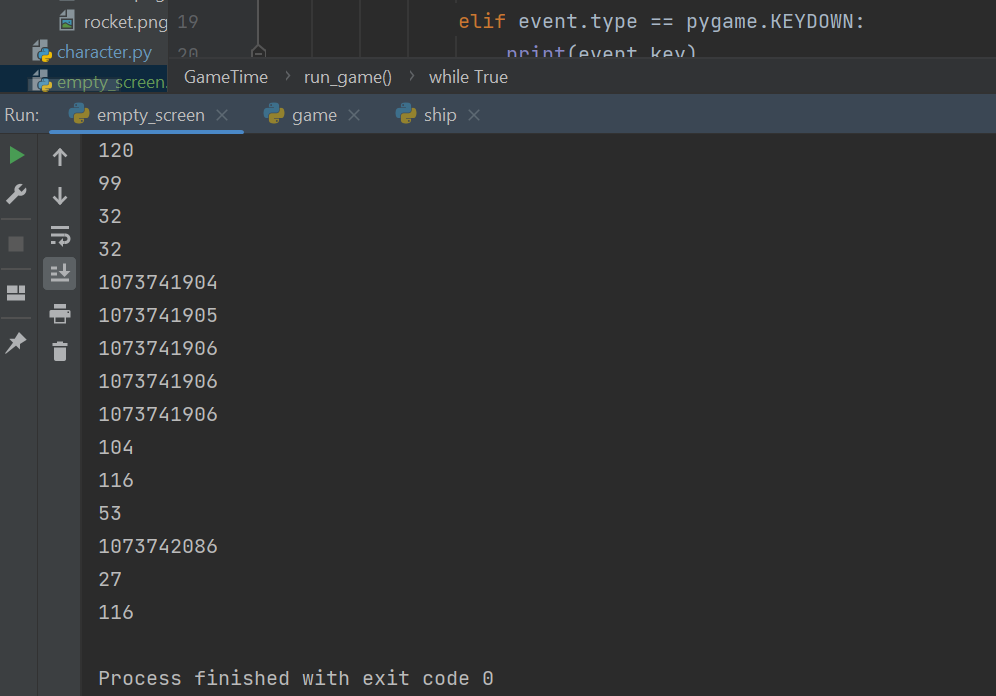 rocket.png
19
elif event.type == pygame.KEYDOWN:
character.py
20
print(event.key)
empty_screen.
GameTime > run_game() > while True
Run: empty_screen × game × ship ×
120
99
32
32
1073741904
1073741905
1073741906
1073741906
1073741906
104
116
53
1073742086
27
116
Process finished with exit code 0